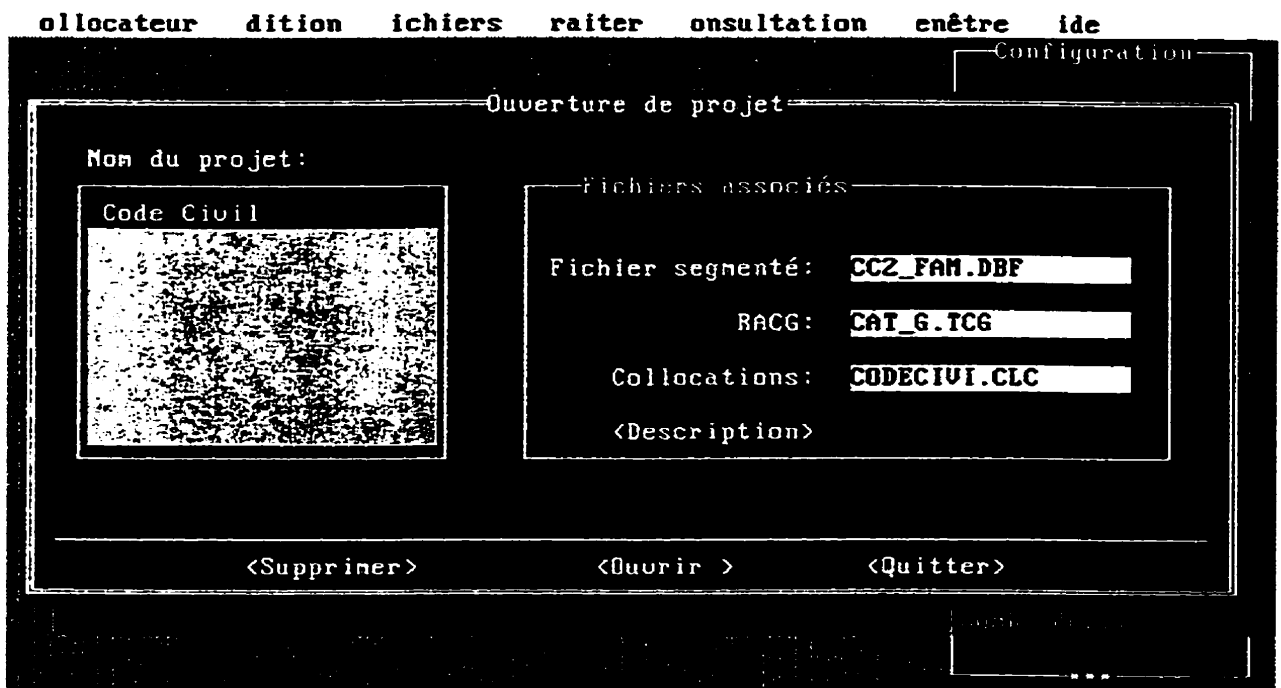 ollocateur dition ichiers raiter onsultation enêtre ide
Configuration
Ouverture de projet
Nom du projet:
Fichiers associés
Code Civil
Fichier segmenté: CC2_FAM.DBF
RACG: CAT_G.TCG
Collocations: CODECIVI.CLC
<Description>
<Supprimer> <Ouvrir > <Quitter>